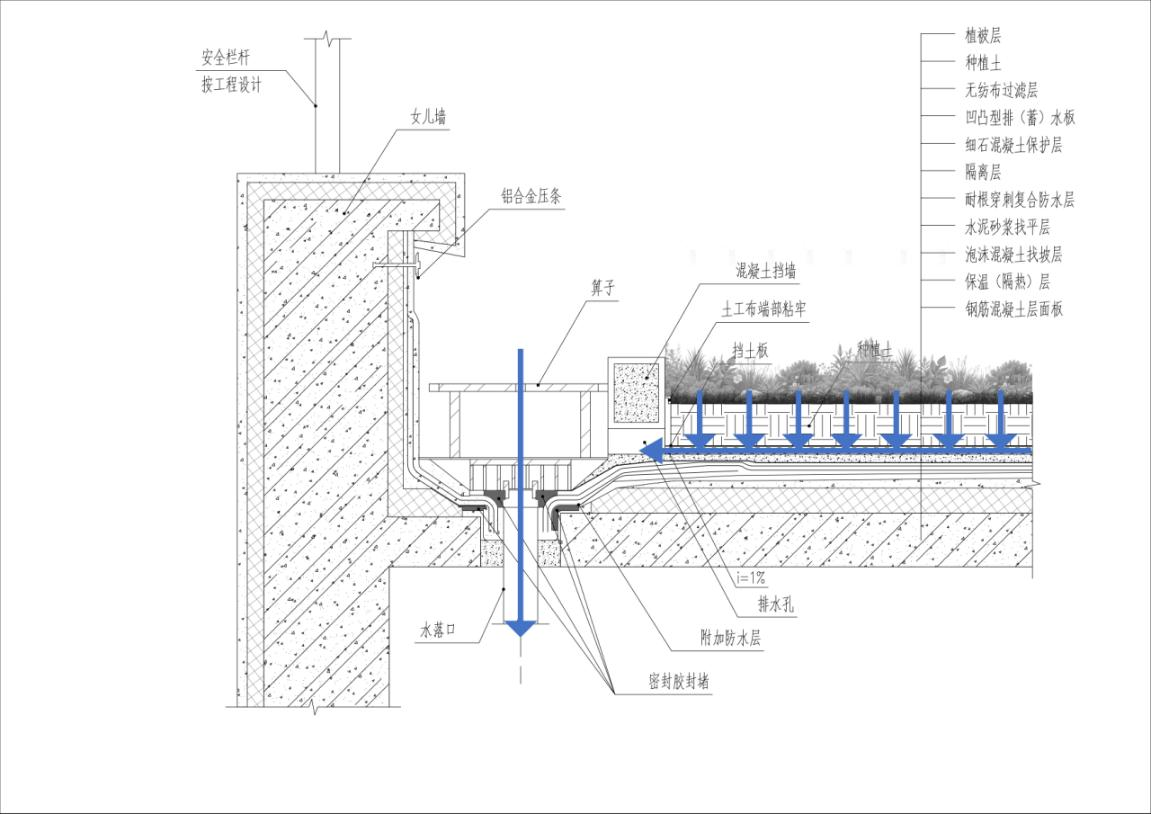 安全栏杆
按工程设计
女儿墙
铝合金压条
箅子
混凝土挡墙
土工布端部粘牢
挡土板
种植土
植被层
种植土
无纺布过滤层
凹凸型排（蓄）水板
细石混凝土保护层
隔离层
耐根穿刺复合防水层
水泥砂浆找平层
泡沫混凝土找坡层
保温（隔热）层
钢筋混凝土层面板
i=1%
排水孔
附加防水层
水落口
密封胶封堵